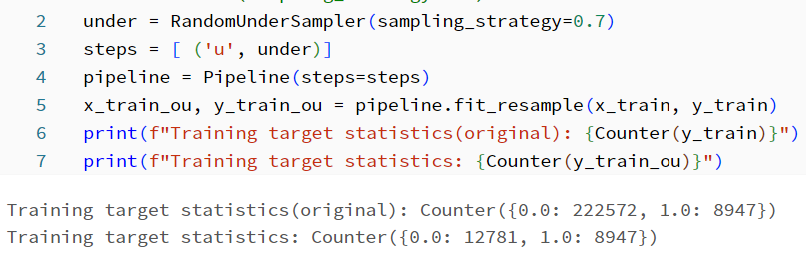 2 under = RandomUnderSampler(sampling_strategy=0.7)
3 steps = [ ('u', under)]
4 pipeline = Pipeline(steps=steps)
5 x_train_ou, y_train_ou = pipeline.fit_resample(x_train, y_train)
6 print(f"Training target statistics(original): {Counter(y_train)}")
7 print(f"Training target statistics: {Counter(y_train_ou)}")
Training target statistics(original): Counter({0.0: 222572, 1.0: 8947})
Training target statistics: Counter({0.0: 12781, 1.0: 8947})